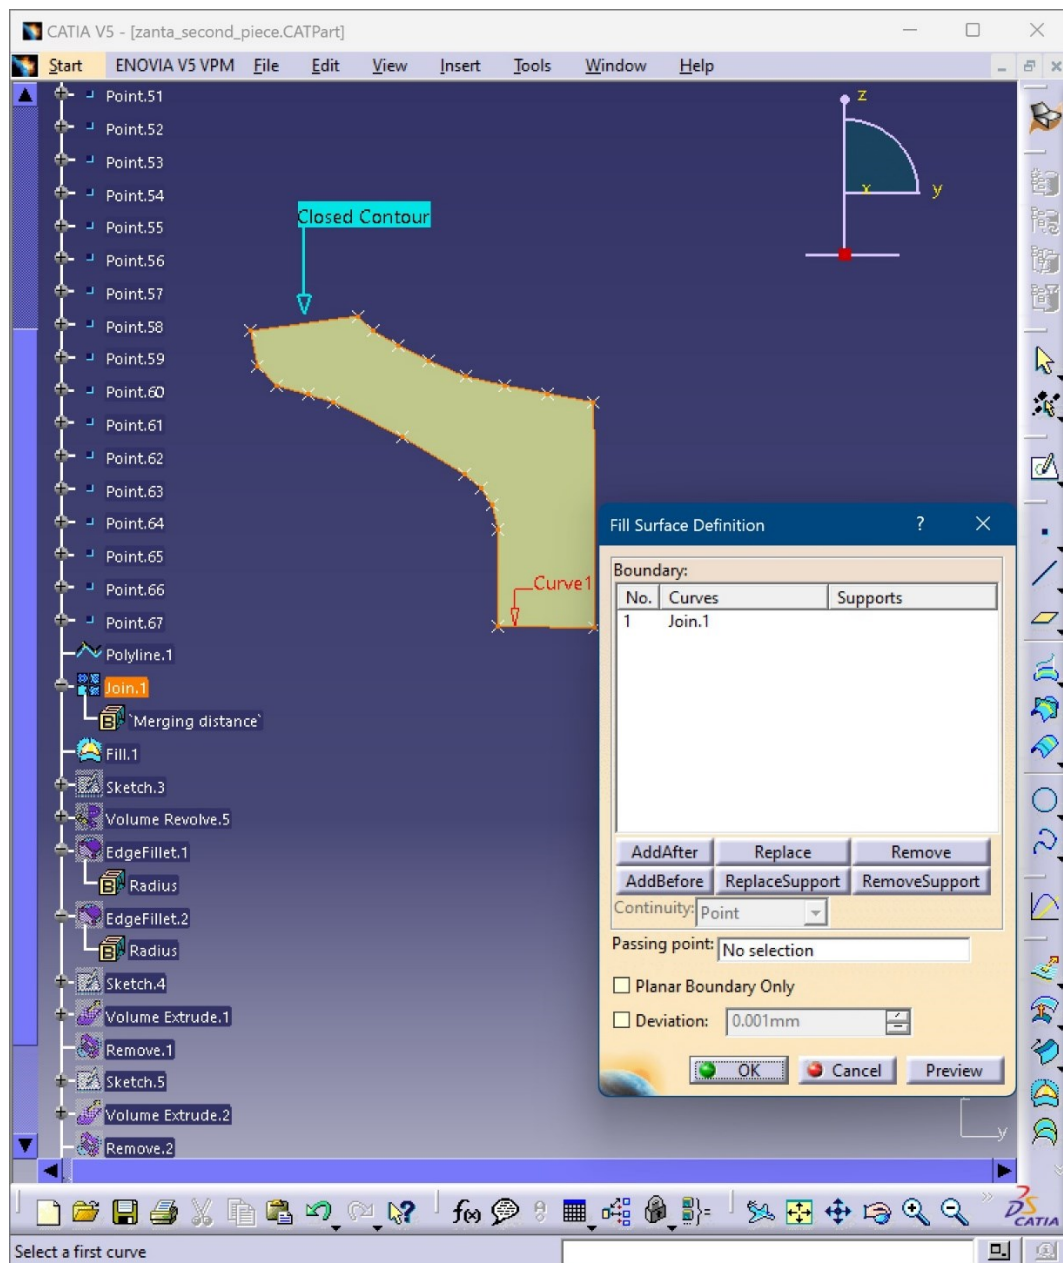 CATIA V5 - [zanta_second_piece.CATPart]
Start ENOVIA V5 VPM File Edit View Insert Tools Window Help
Point.51
Point.52
Point.53
Point.54
Point.55
Point.56
Point.57
Point.58
Point.59
Point.60
Point.61
Point.62
Point.63
Point.64
Point.65
Point.66
Point.67
Polyline.1
Join.1
`Merging distance`
Fill.1
Sketch.3
Volume Revolve.5
EdgeFillet.1
Radius
EdgeFillet.2
Radius
Sketch.4
Volume Extrude.1
Remove.1
Sketch.5
Volume Extrude.2
Remove.2
Closed Contour
Curve1
z
x
y
Fill Surface Definition ?
Boundary:
No. Curves Supports
1 Join.1
AddAfter Replace Remove
AddBefore ReplaceSupport RemoveSupport
Continuity: Point
Passing point: No selection
Planar Boundary Only
Deviation: 0.001mm
OK Cancel Preview
y
f(x)
CATIA
Select a first curve